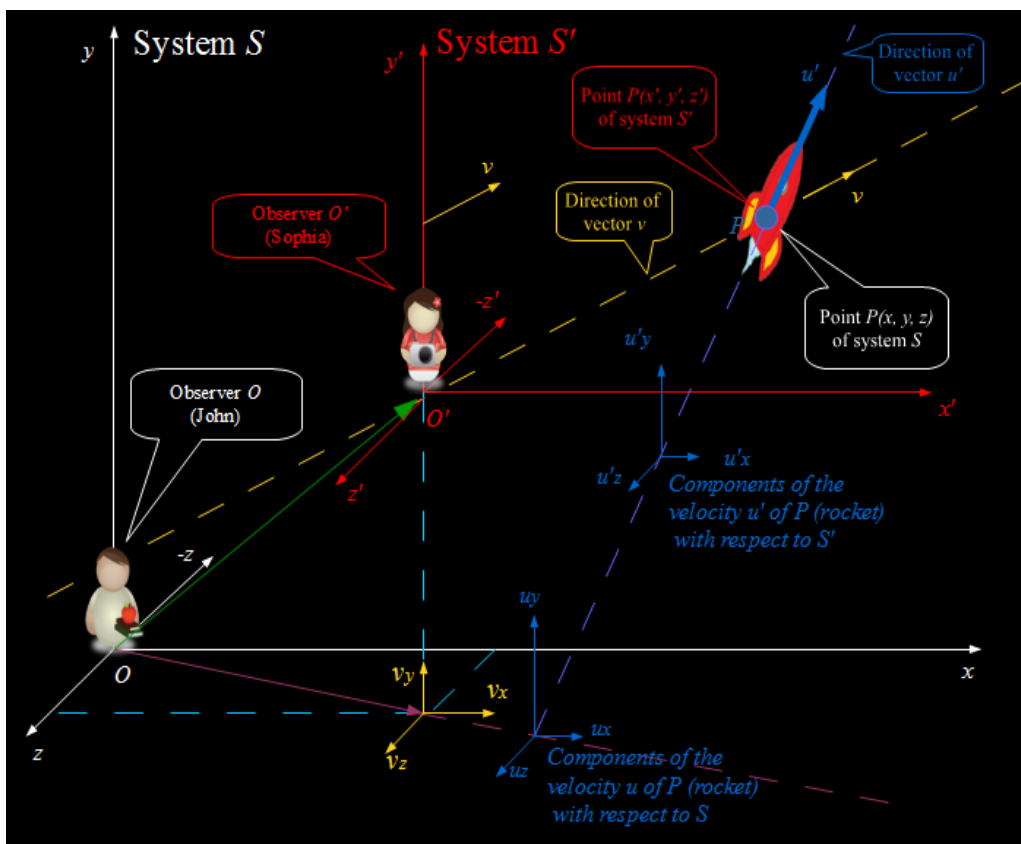 System S
System S'
y
y'
Direction of
vector u'
u'
Point P(x', y', z')
of system S'
v
v
Observer O'
(Sophia)
Direction of
vector v
P
-z'
Point P(x, y, z)
of system S
u'y
Observer O
(John)
O'
x'
z'
u'x
u'z
Components of the
velocity u' of P (rocket)
with respect to S'
-z
uy
O
x
vy
vx
z
vz
ux
uz
Components of the
velocity u of P (rocket)
with respect to S